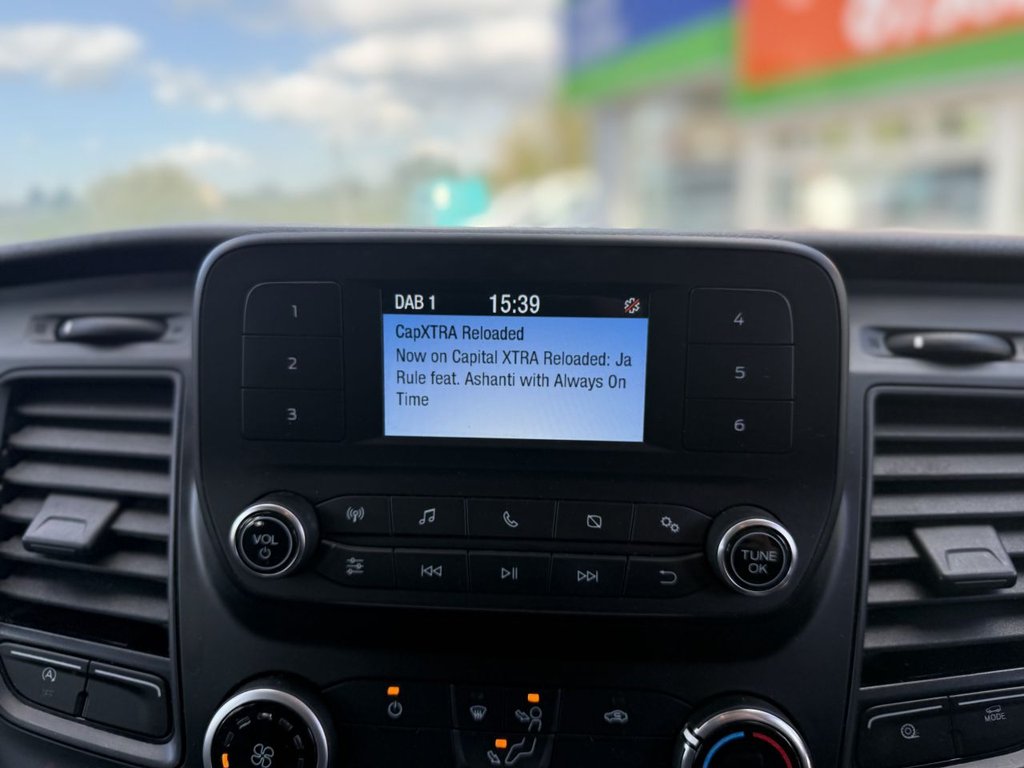 DAB 1 15:39
CapXTRA Reloaded
Now on Capital XTRA Reloaded: Ja
Rule feat. Ashanti with Always On
Time
1
2
3
4
5
6
VOL
TUNE
OK
A
MODE